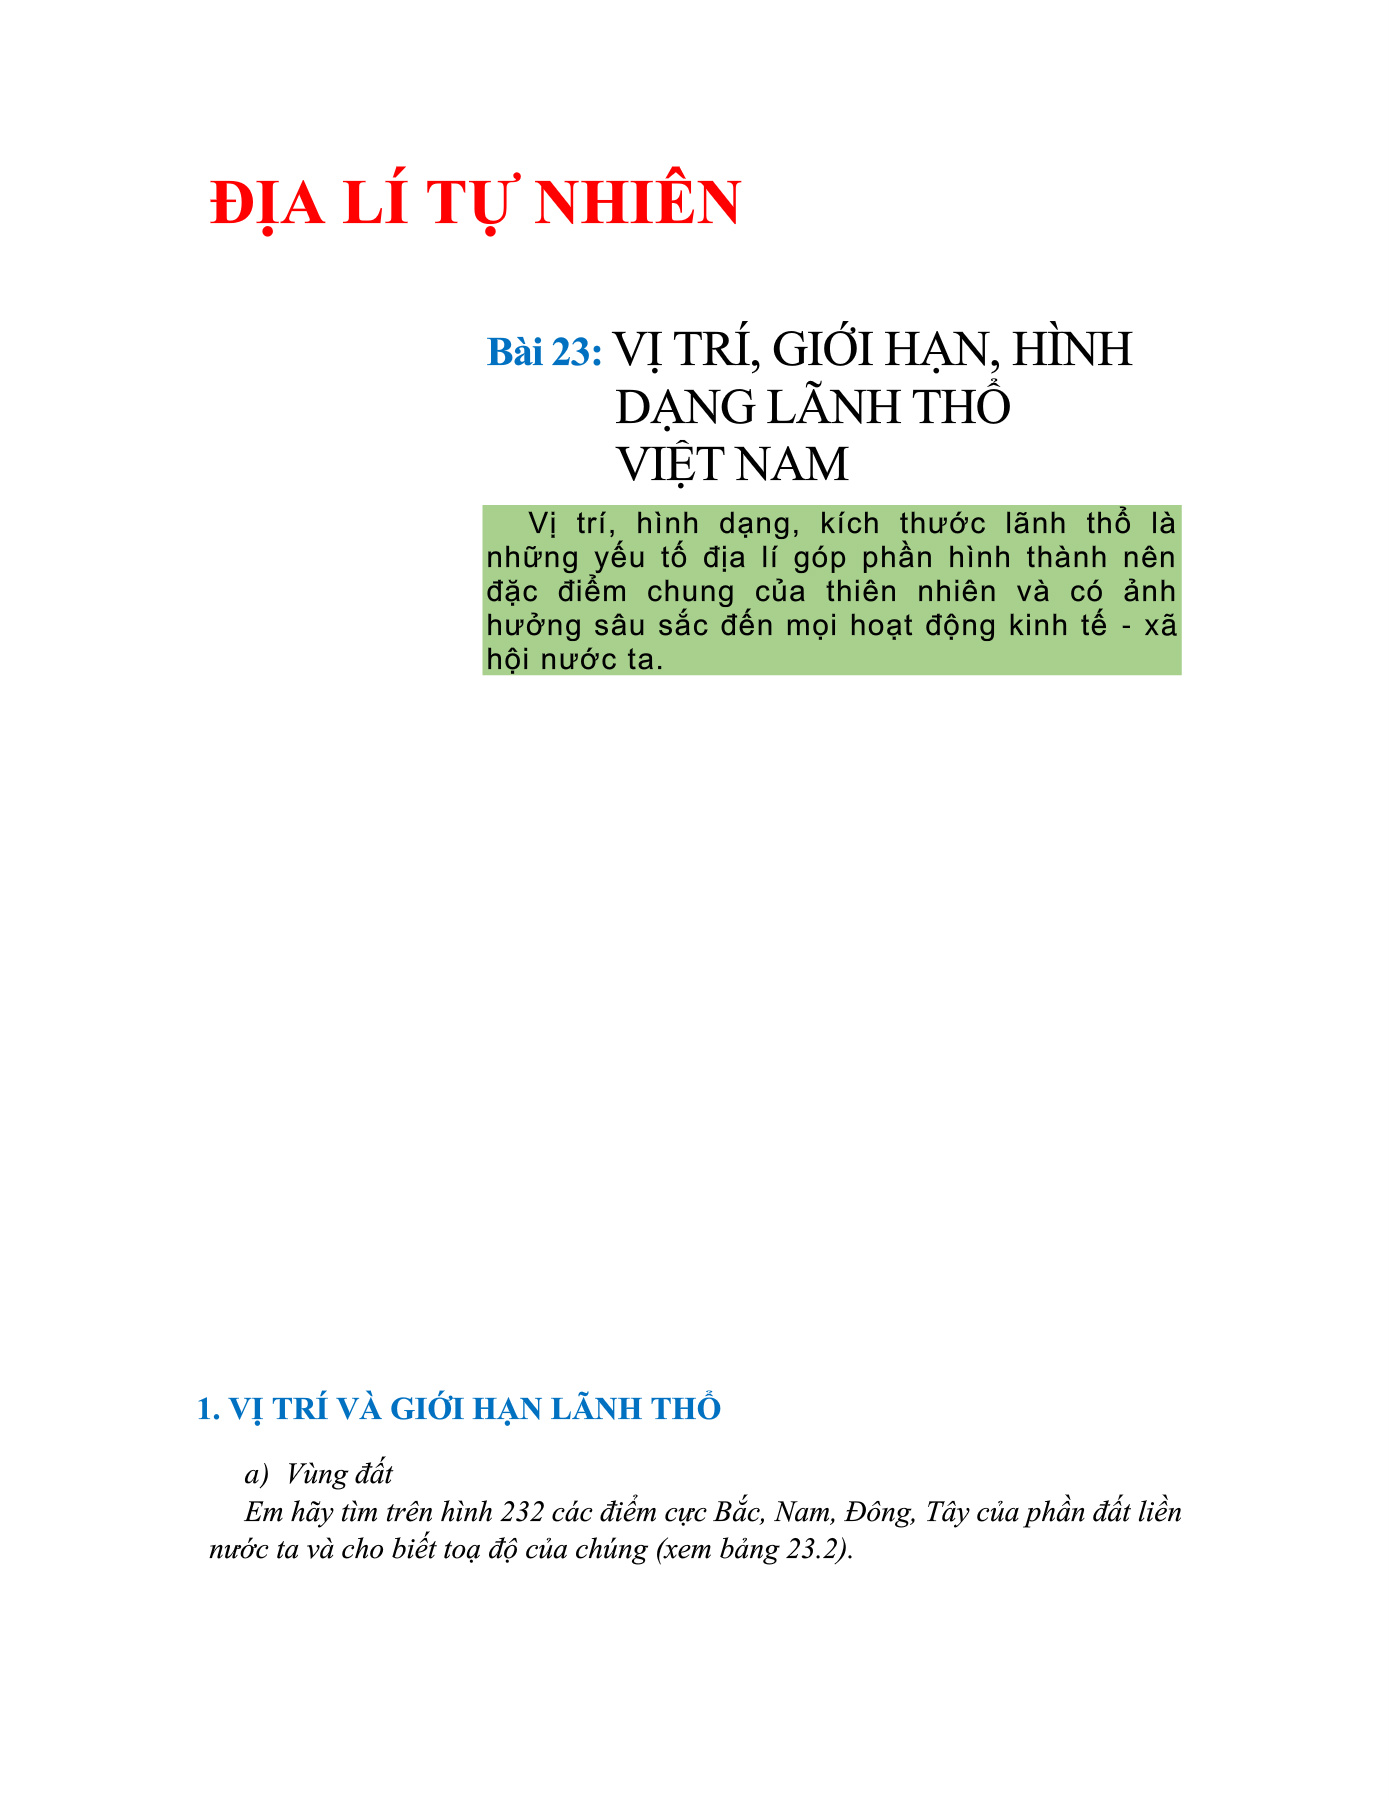 ĐỊA LÍ TỰ NHIÊN
Bài 23: VỊ TRÍ, GIỚI HẠN, HÌNH
DẠNG LÃNH THỔ
VIỆT NAM
Vị trí, hình dạng, kích thước lãnh thổ là
những yếu tố địa lí góp phần hình thành nên
đặc điểm chung của thiên nhiên và có ảnh
hưởng sâu sắc đến mọi hoạt động kinh tế - xã
hội nước ta.
1. VỊ TRÍ VÀ GIỚI HẠN LÃNH THỔ
a) Vùng đất
Em hãy tìm trên hình 232 các điểm cực Bắc, Nam, Đông, Tây của phần đất liền
nước ta và cho biết toạ độ của chúng (xem bảng 23.2).